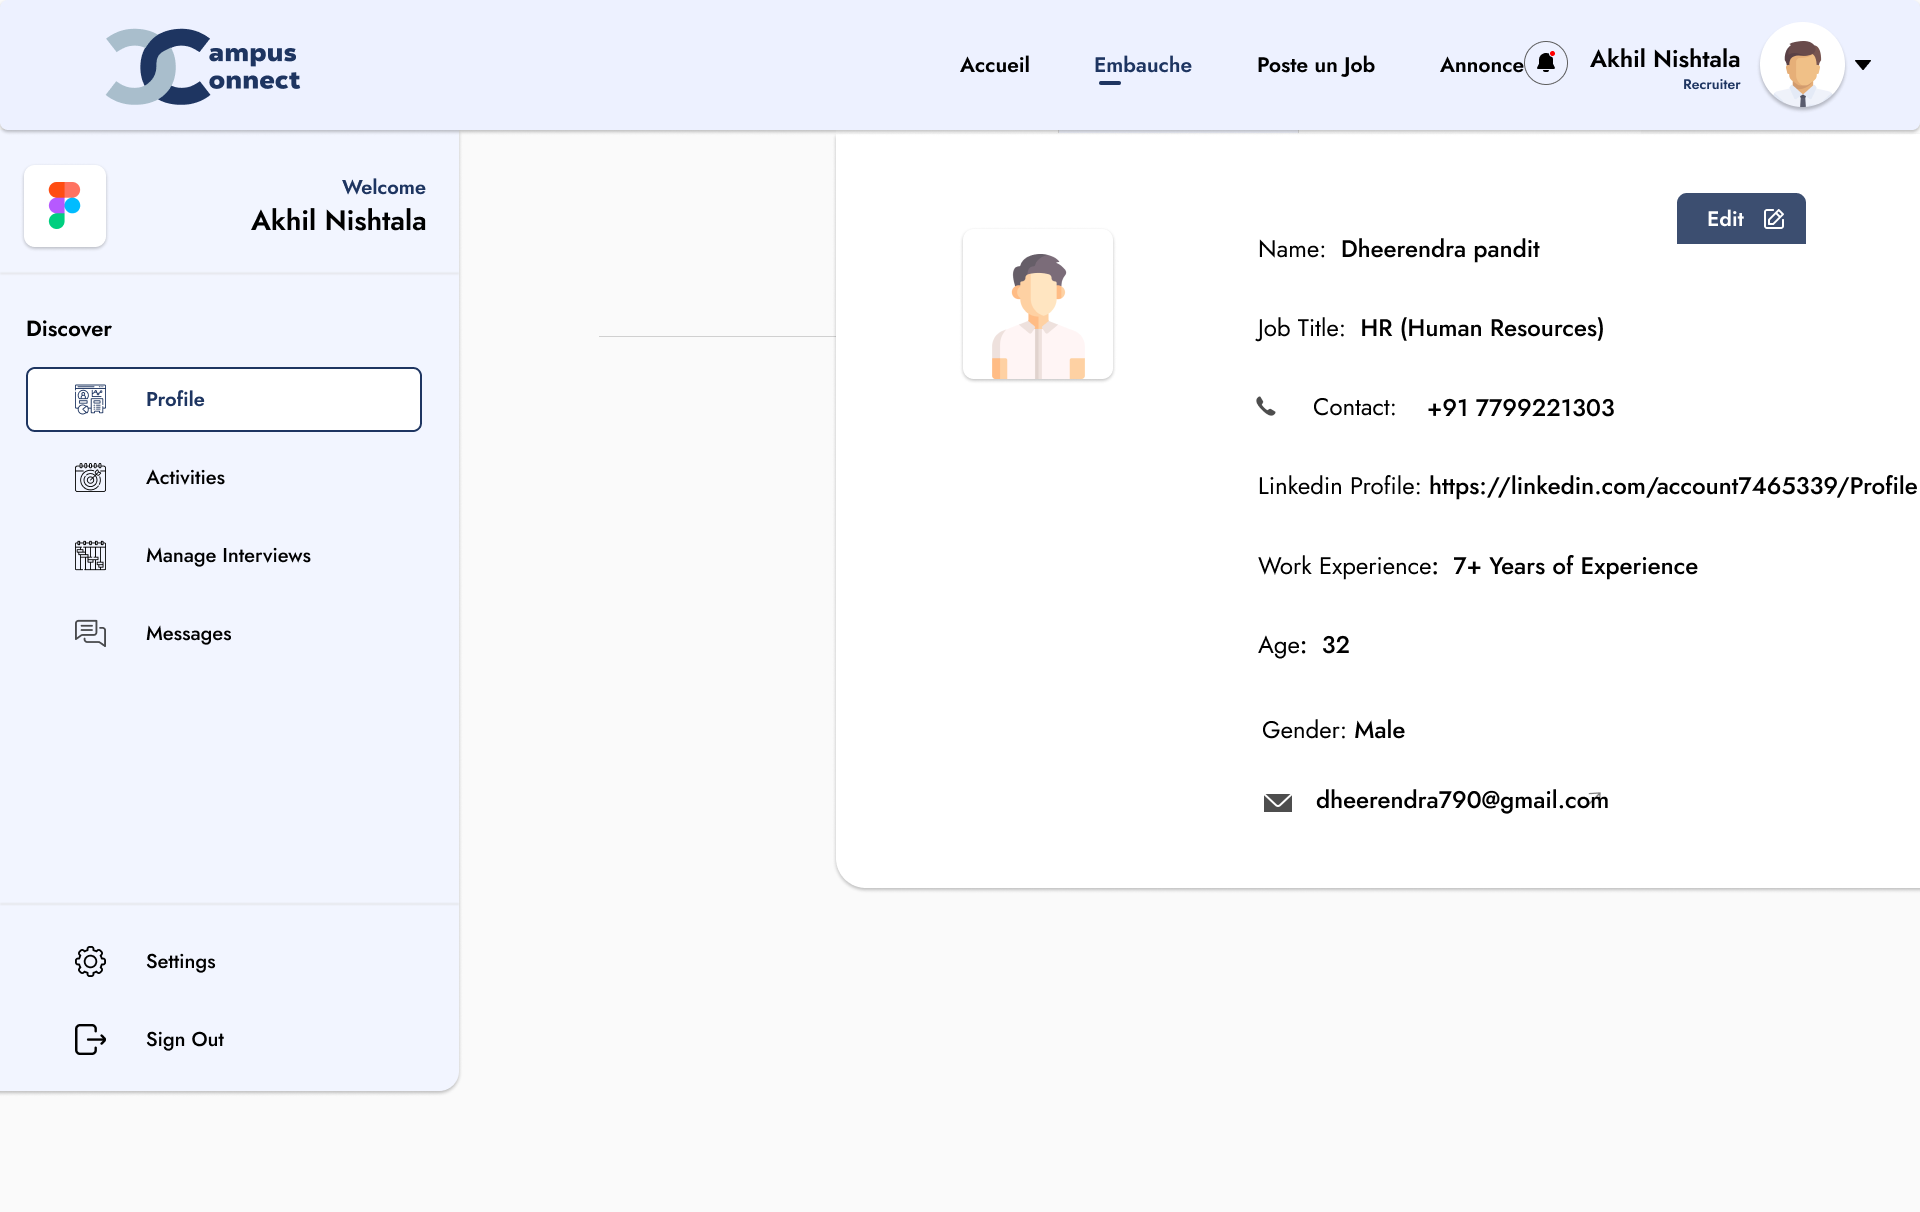 ampus
onnect
Accueil
Embauche
Poste un Job
Annonce
Akhil Nishtala
Recruiter
Welcome
Akhil Nishtala
Discover
Profile
Activities
Manage Interviews
Messages
Settings
Sign Out
Edit
Name: Dheerendra pandit
Job Title: HR (Human Resources)
Contact: +91 7799221303
Linkedin Profile: https://linkedin.com/account7465339/Profile
Work Experience: 7+ Years of Experience
Age: 32
Gender: Male
dheerendra790@gmail.com